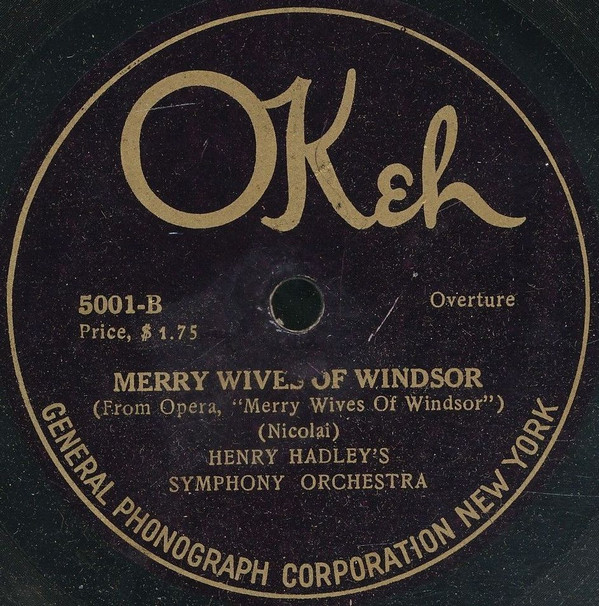 OKeh
5001-B
Price, $1.75
Overture
MERRY WIVES OF WINDSOR
(From Opera, "Merry Wives Of Windsor")
(Nicolai)
HENRY HADLEY'S
SYMPHONY ORCHESTRA
GENERAL PHONOGRAPH CORPORATION NEW YORK